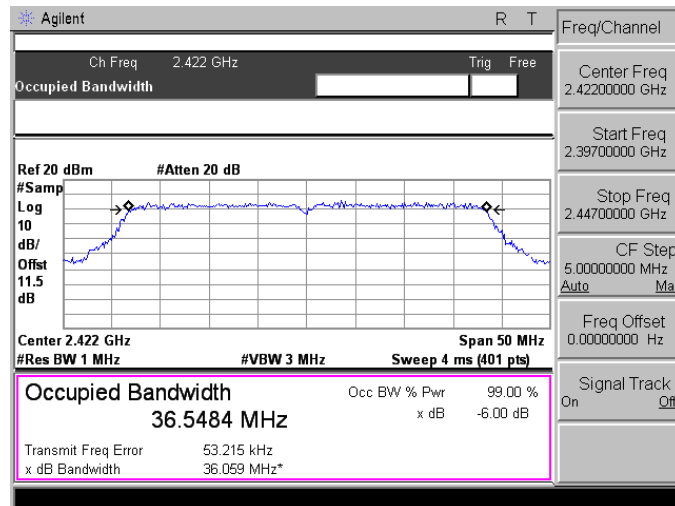 Agilent R T
Ch Freq 2.422 GHz Trig Free
Occupied Bandwidth
Ref 20 dBm #Atten 20 dB
#Samp
Log
10
dB/
Offst
11.5
dB
Center 2.422 GHz Span 50 MHz
#Res BW 1 MHz #VBW 3 MHz Sweep 4 ms (401 pts)
Occupied Bandwidth Occ BW % Pwr 99.00 %
36.5484 MHz x dB -6.00 dB
Transmit Freq Error 53.215 kHz
x dB Bandwidth 36.059 MHz*
Freq/Channel
Center Freq
2.42200000 GHz
Start Freq
2.39700000 GHz
Stop Freq
2.44700000 GHz
CF Step
5.00000000 MHz
Auto Ma
Freq Offset
0.00000000 Hz
Signal Track
On Off